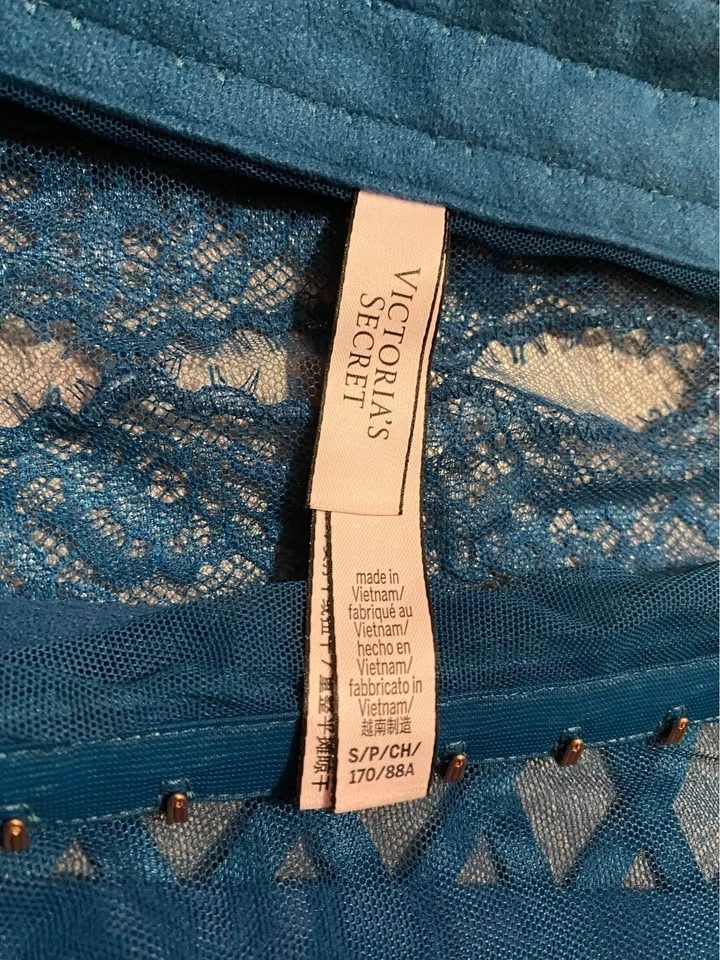 VICTORIA'S
SECRET
made in
Vietnam/
fabriqué au
Vietnam/
hecho en
Vietnam/
fabbricato in
Vietnam/
越南制造
S/P/CH/
170/88A